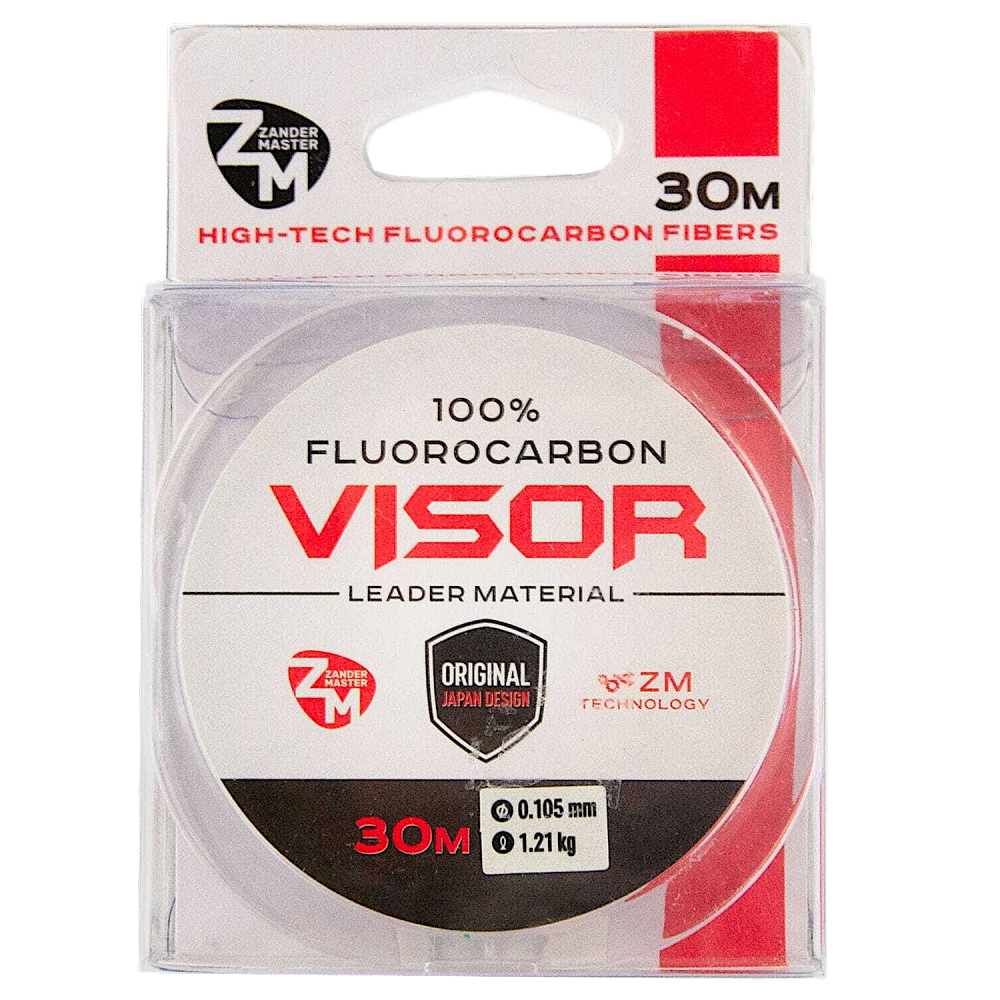 ZM ZANDER MASTER
30M
HIGH-TECH FLUOROCARBON FIBERS
100%
FLUOROCARBON
VISOR
LEADER MATERIAL
ZM ZANDER MASTER
ORIGINAL
JAPAN DESIGN
ZM
TECHNOLOGY
30M
0.105 mm
1.21 kg